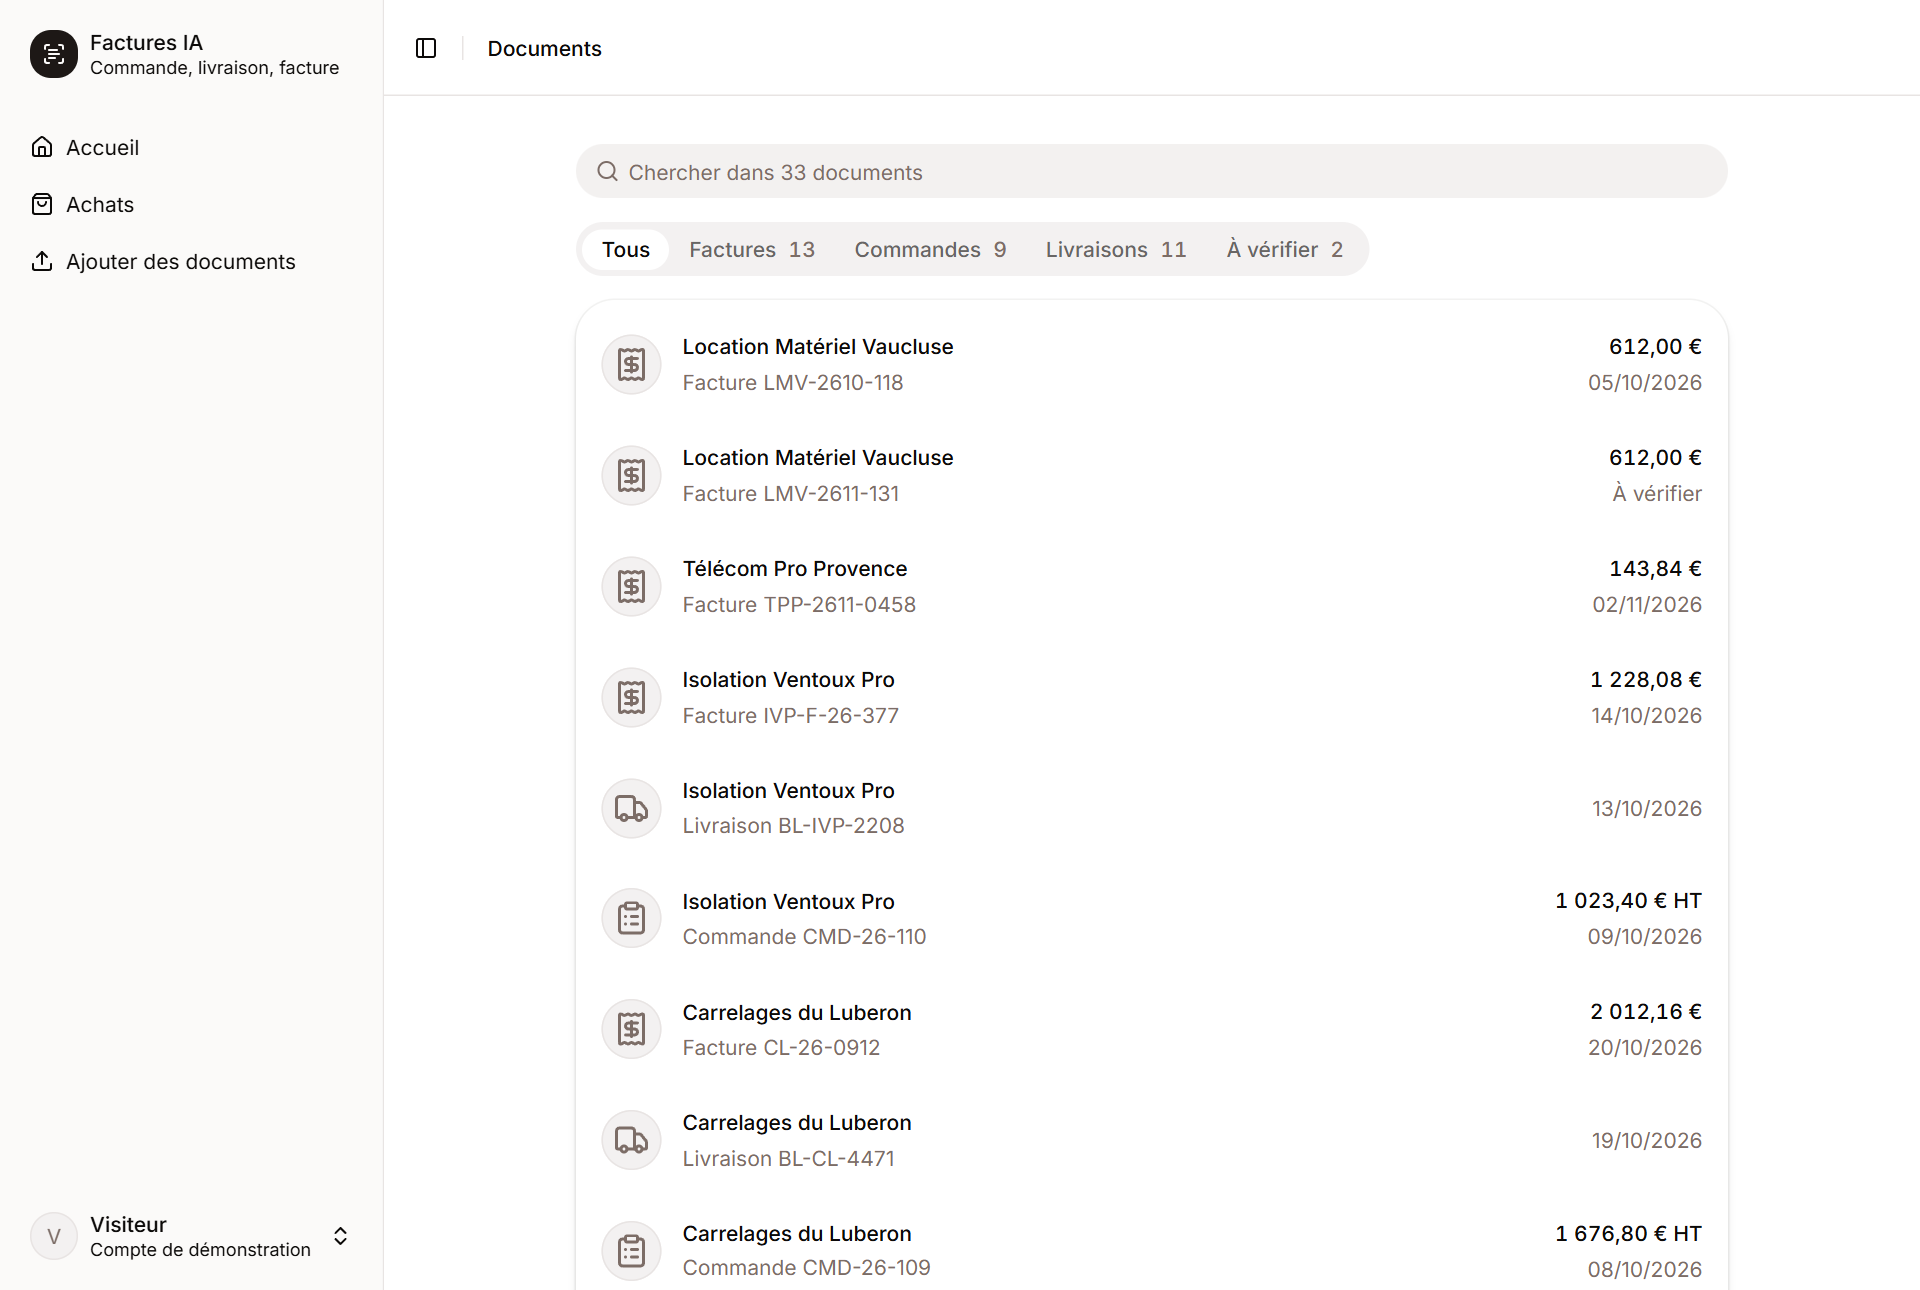 Factures IA
Commande, livraison, facture
Accueil
Achats
Ajouter des documents
Visiteur
Compte de démonstration
V
Documents
Chercher dans 33 documents
Tous Factures 13 Commandes 9 Livraisons 11 À vérifier 2
Location Matériel Vaucluse 612,00 €
Facture LMV-2610-118 05/10/2026
Location Matériel Vaucluse 612,00 €
Facture LMV-2611-131 À vérifier
Télécom Pro Provence 143,84 €
Facture TPP-2611-0458 02/11/2026
Isolation Ventoux Pro 1 228,08 €
Facture IVP-F-26-377 14/10/2026
Isolation Ventoux Pro
Livraison BL-IVP-2208 13/10/2026
Isolation Ventoux Pro 1 023,40 € HT
Commande CMD-26-110 09/10/2026
Carrelages du Luberon 2 012,16 €
Facture CL-26-0912 20/10/2026
Carrelages du Luberon
Livraison BL-CL-4471 19/10/2026
Carrelages du Luberon 1 676,80 € HT
Commande CMD-26-109 08/10/2026